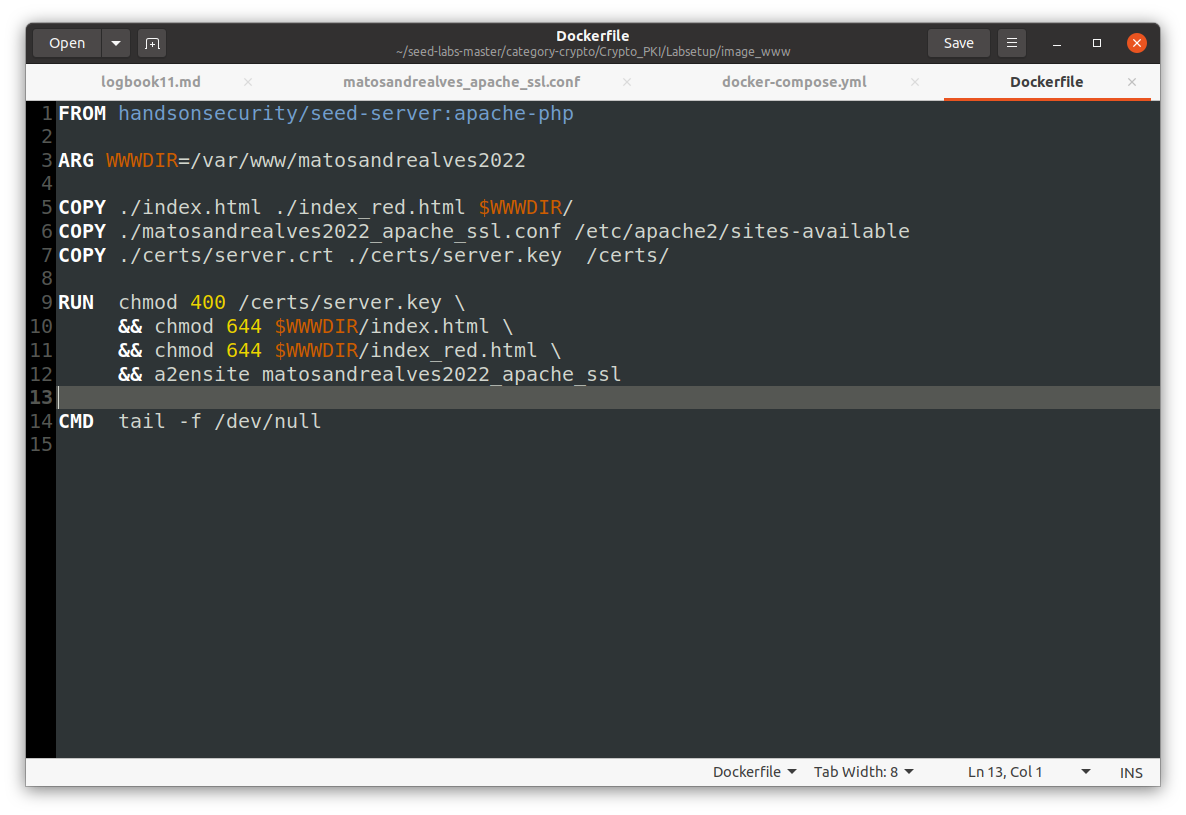 Open
Dockerfile
~/seed-labs-master/category-crypto/Crypto_PKI/Labsetup/image_www
Save
logbook11.md
matosandrealves_apache_ssl.conf
docker-compose.yml
Dockerfile
1 FROM handsonsecurity/seed-server:apache-php
2
3 ARG WWWDIR=/var/www/matosandrealves2022
4
5 COPY ./index.html ./index_red.html $WWWDIR/
6 COPY ./matosandrealves2022_apache_ssl.conf /etc/apache2/sites-available
7 COPY ./certs/server.crt ./certs/server.key  /certs/
8
9 RUN  chmod 400 /certs/server.key \
10      && chmod 644 $WWWDIR/index.html \
11      && chmod 644 $WWWDIR/index_red.html \
12      && a2ensite matosandrealves2022_apache_ssl
13
14 CMD  tail -f /dev/null
15
Dockerfile
Tab Width: 8
Ln 13, Col 1
INS